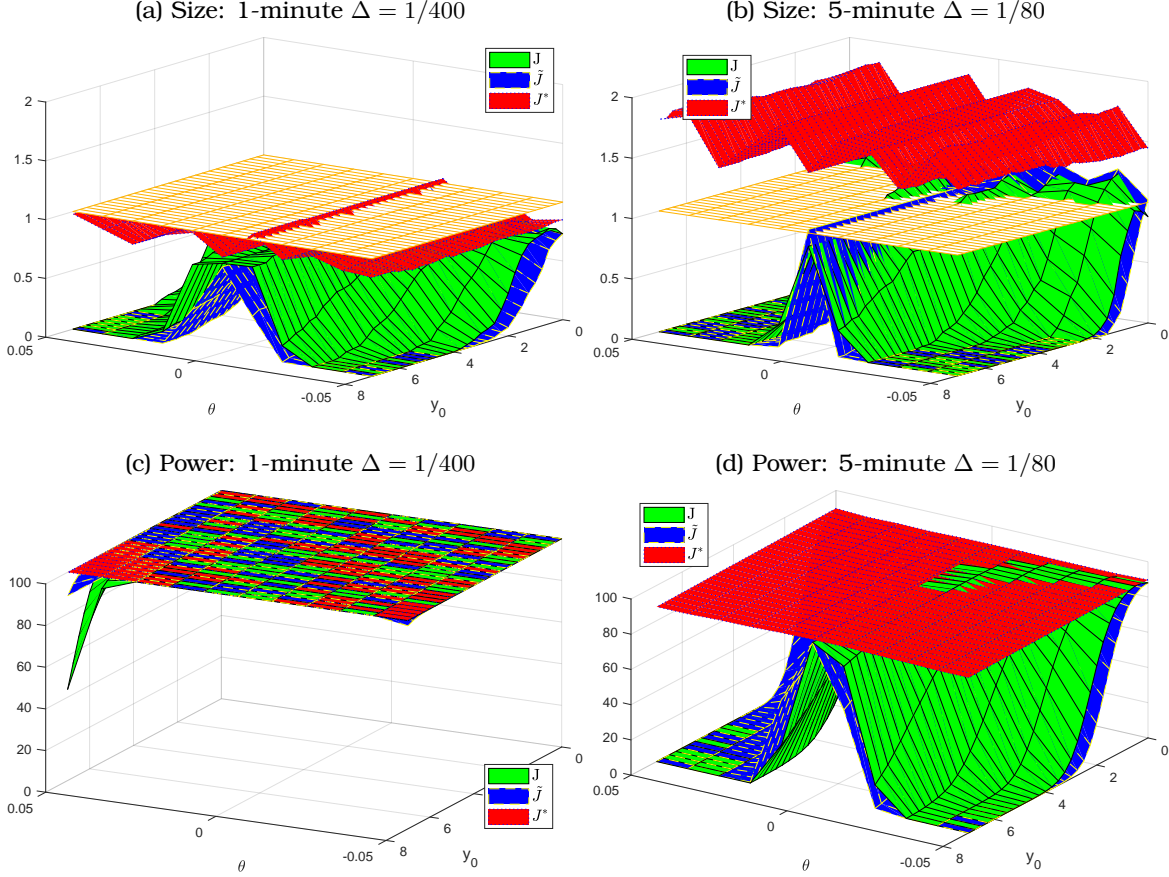 (a) Size: 1-minute Δ = 1/400
J
J̃
J*
2
1.5
1
0.5
0
0.05
0
-0.05
θ
8
6
4
2
0
y_0
(b) Size: 5-minute Δ = 1/80
J
J̃
J*
2
1.5
1
0.5
0
0.05
0
-0.05
θ
8
6
4
2
0
y_0
(c) Power: 1-minute Δ = 1/400
100
80
60
40
20
0
0.05
0
-0.05
θ
8
6
0
y_0
J
J̃
J*
(d) Power: 5-minute Δ = 1/80
J
J̃
J*
100
80
60
40
20
0
0.05
0
-0.05
θ
8
6
4
2
0
y_0